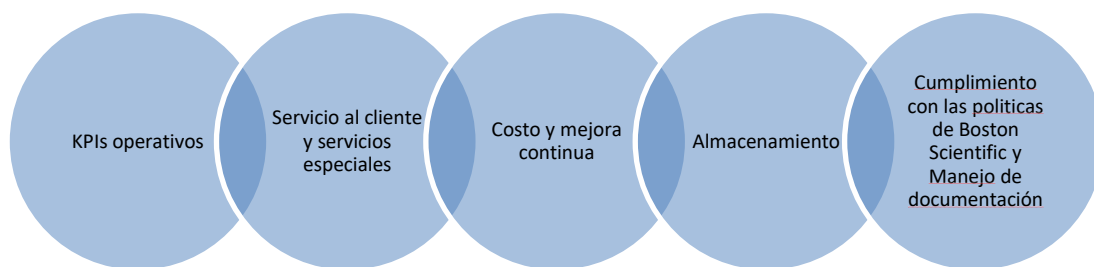 KPIs operativos
Servicio al cliente
y servicios
especiales
Costo y mejora
continua
Almacenamiento
Cumplimiento
con las politicas
de Boston
Scientific y
Manejo de
documentación